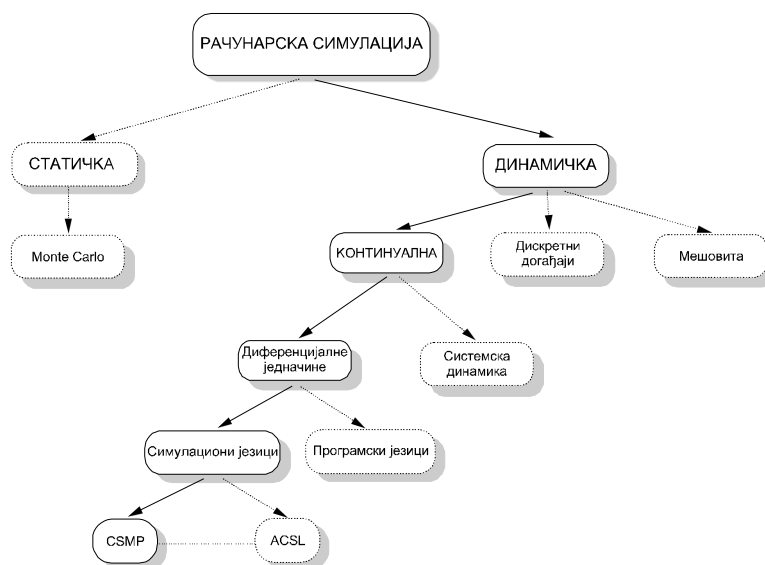 РАЧУНАРСКА СИМУЛАЦИЈА
СТАТИЧКА
ДИНАМИЧКА
Monte Carlo
КОНТИНУАЛНА
Дискретни
догађаји
Мешовита
Диференцијалне
једначине
Системска
динамика
Симулациони језици
Програмски језици
CSMP
ACSL